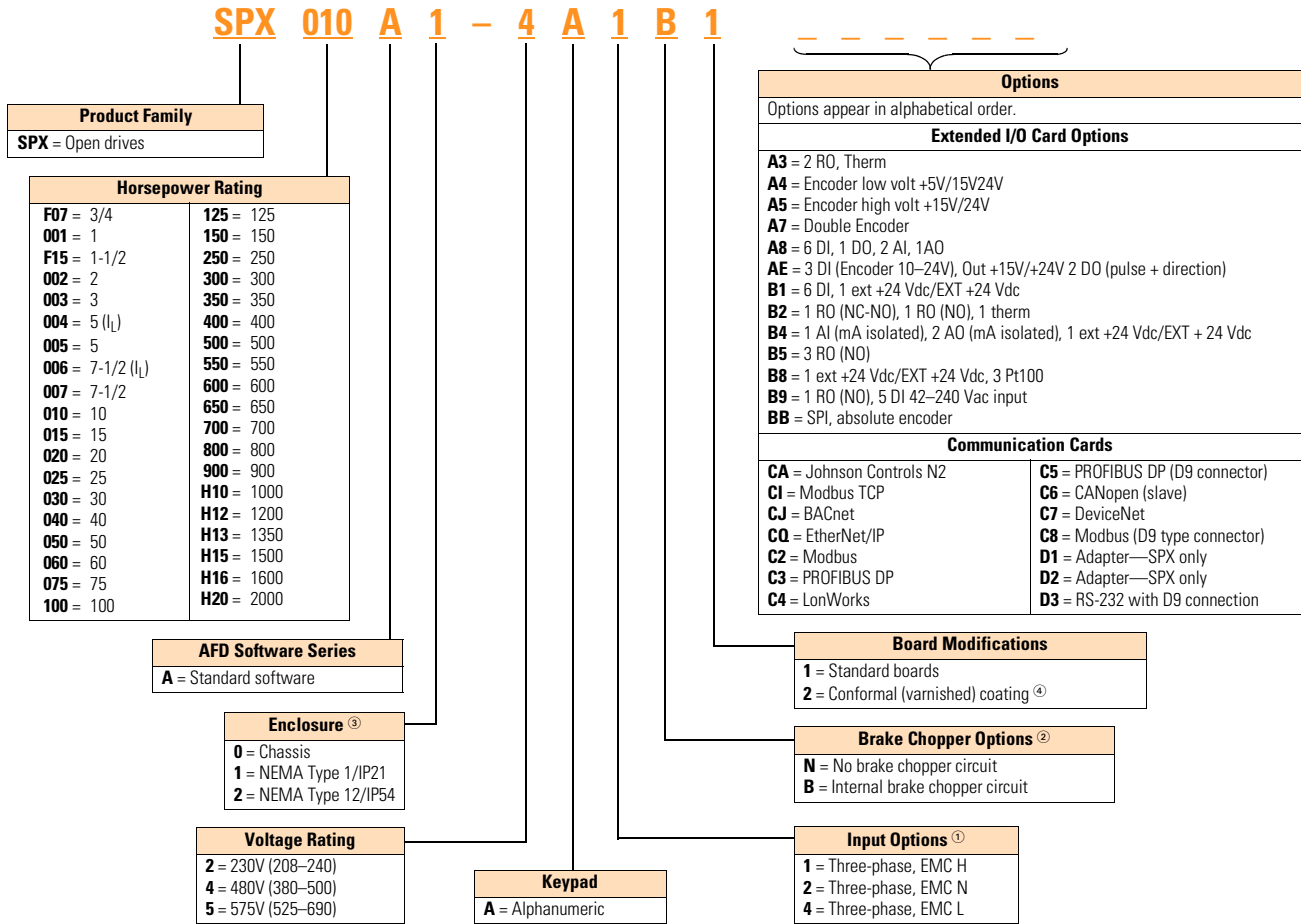 SPX 010 A 1 – 4 A 1 B 1 _ _ _ _ _ _
Product Family
SPX = Open drives
Horsepower Rating
F07 = 3/4
001 = 1
F15 = 1-1/2
002 = 2
003 = 3
004 = 5 (IL)
005 = 5
006 = 7-1/2 (IL)
007 = 7-1/2
010 = 10
015 = 15
020 = 20
025 = 25
030 = 30
040 = 40
050 = 50
060 = 60
075 = 75
100 = 100
125 = 125
150 = 150
250 = 250
300 = 300
350 = 350
400 = 400
500 = 500
550 = 550
600 = 600
650 = 650
700 = 700
800 = 800
900 = 900
H10 = 1000
H12 = 1200
H13 = 1350
H15 = 1500
H16 = 1600
H20 = 2000
AFD Software Series
A = Standard software
Enclosure ③
0 = Chassis
1 = NEMA Type 1/IP21
2 = NEMA Type 12/IP54
Voltage Rating
2 = 230V (208–240)
4 = 480V (380–500)
5 = 575V (525–690)
Keypad
A = Alphanumeric
Options
Options appear in alphabetical order.
Extended I/O Card Options
A3 = 2 RO, Therm
A4 = Encoder low volt +5V/15V24V
A5 = Encoder high volt +15V/24V
A7 = Double Encoder
A8 = 6 DI, 1 DO, 2 AI, 1AO
AE = 3 DI (Encoder 10–24V), Out +15V/+24V 2 DO (pulse + direction)
B1 = 6 DI, 1 ext +24 Vdc/EXT +24 Vdc
B2 = 1 RO (NC-NO), 1 RO (NO), 1 therm
B4 = 1 AI (mA isolated), 2 AO (mA isolated), 1 ext +24 Vdc/EXT + 24 Vdc
B5 = 3 RO (NO)
B8 = 1 ext +24 Vdc/EXT +24 Vdc, 3 Pt100
B9 = 1 RO (NO), 5 DI 42–240 Vac input
BB = SPI, absolute encoder
Communication Cards
CA = Johnson Controls N2
CI = Modbus TCP
CJ = BACnet
CQ = EtherNet/IP
C2 = Modbus
C3 = PROFIBUS DP
C4 = LonWorks
C5 = PROFIBUS DP (D9 connector)
C6 = CANopen (slave)
C7 = DeviceNet
C8 = Modbus (D9 type connector)
D1 = Adapter—SPX only
D2 = Adapter—SPX only
D3 = RS-232 with D9 connection
Board Modifications
1 = Standard boards
2 = Conformal (varnished) coating ④
Brake Chopper Options ②
N = No brake chopper circuit
B = Internal brake chopper circuit
Input Options ①
1 = Three-phase, EMC H
2 = Three-phase, EMC N
4 = Three-phase, EMC L